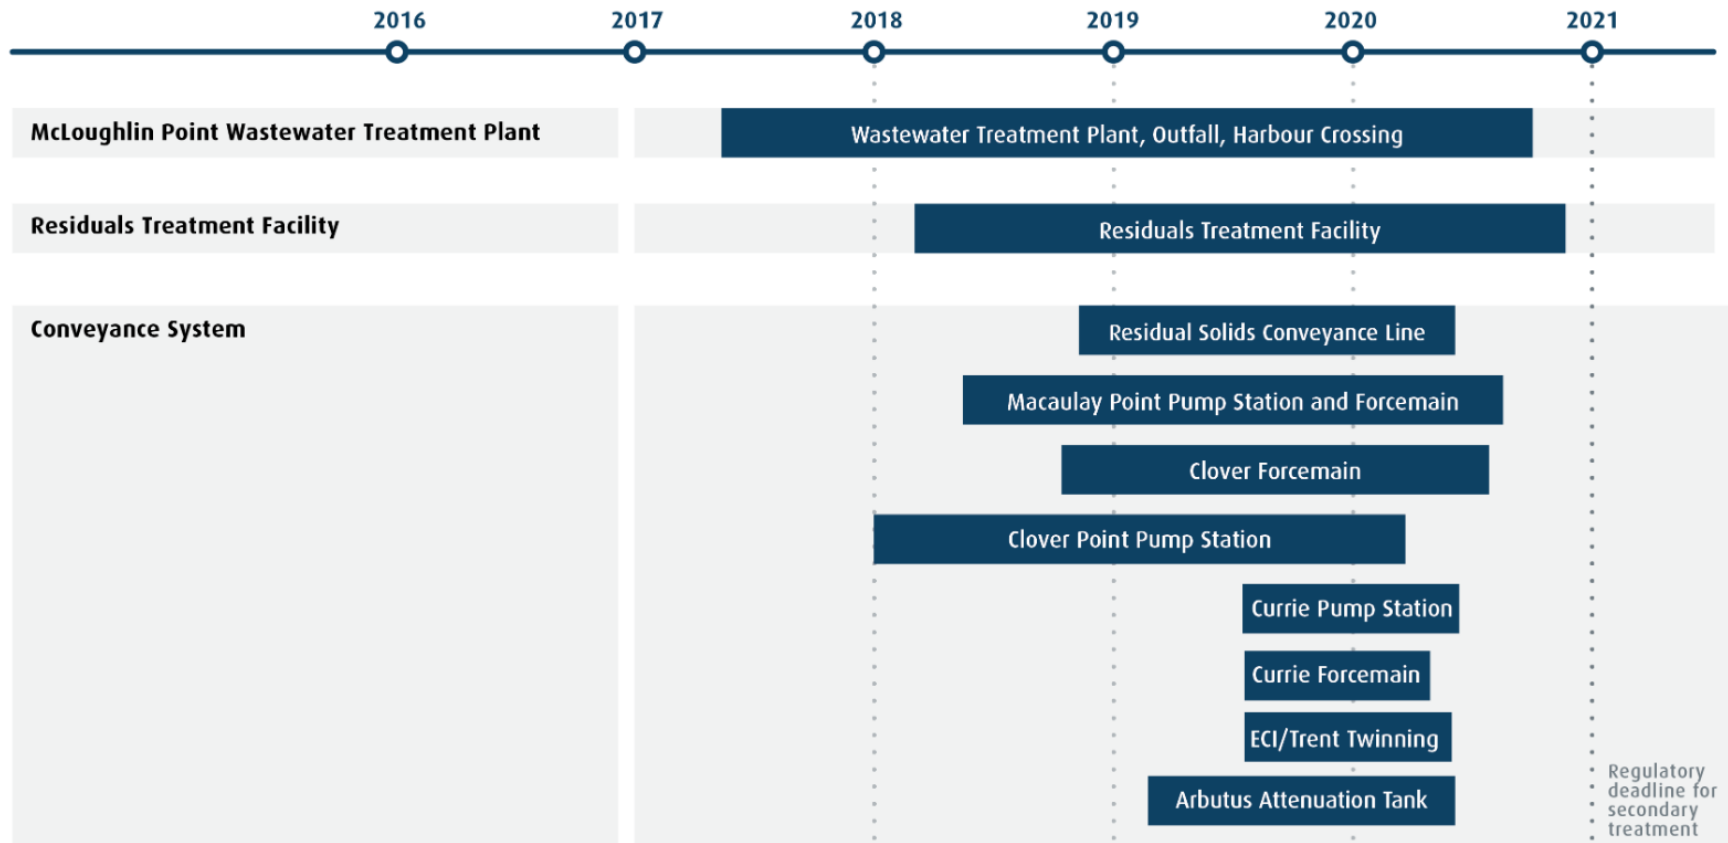 2016 2017 2018 2019 2020 2021
McLoughlin Point Wastewater Treatment Plant
Wastewater Treatment Plant, Outfall, Harbour Crossing
Residuals Treatment Facility
Residuals Treatment Facility
Conveyance System
Residual Solids Conveyance Line
Macaulay Point Pump Station and Forcemain
Clover Forcemain
Clover Point Pump Station
Currie Pump Station
Currie Forcemain
ECI/Trent Twinning
Arbutus Attenuation Tank
Regulatory
deadline for
secondary
treatment